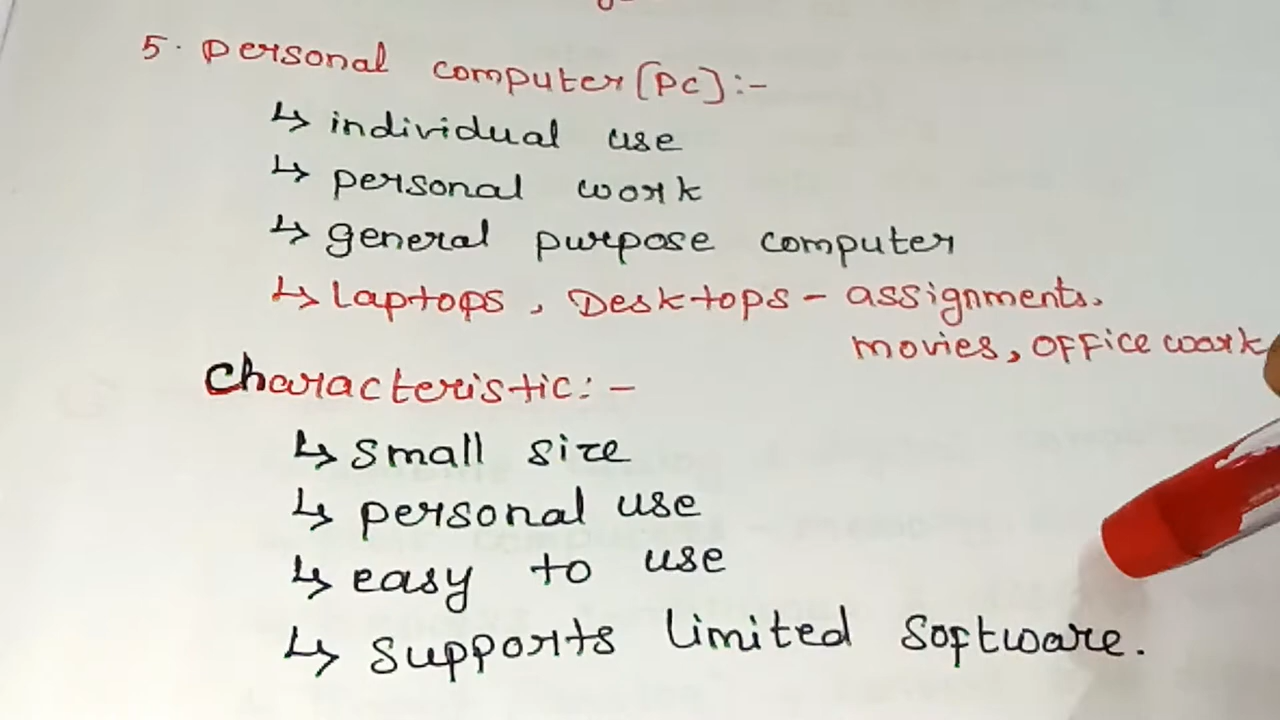 5. personal computer [PC]:-
↳ individual use
↳ personal work
↳ general purpose computer
↳ Laptops, Desktops - assignments.
movies, OFFice work
Characteristic:-
↳ small size
↳ personal use
↳ easy to use
↳ supports limited software.